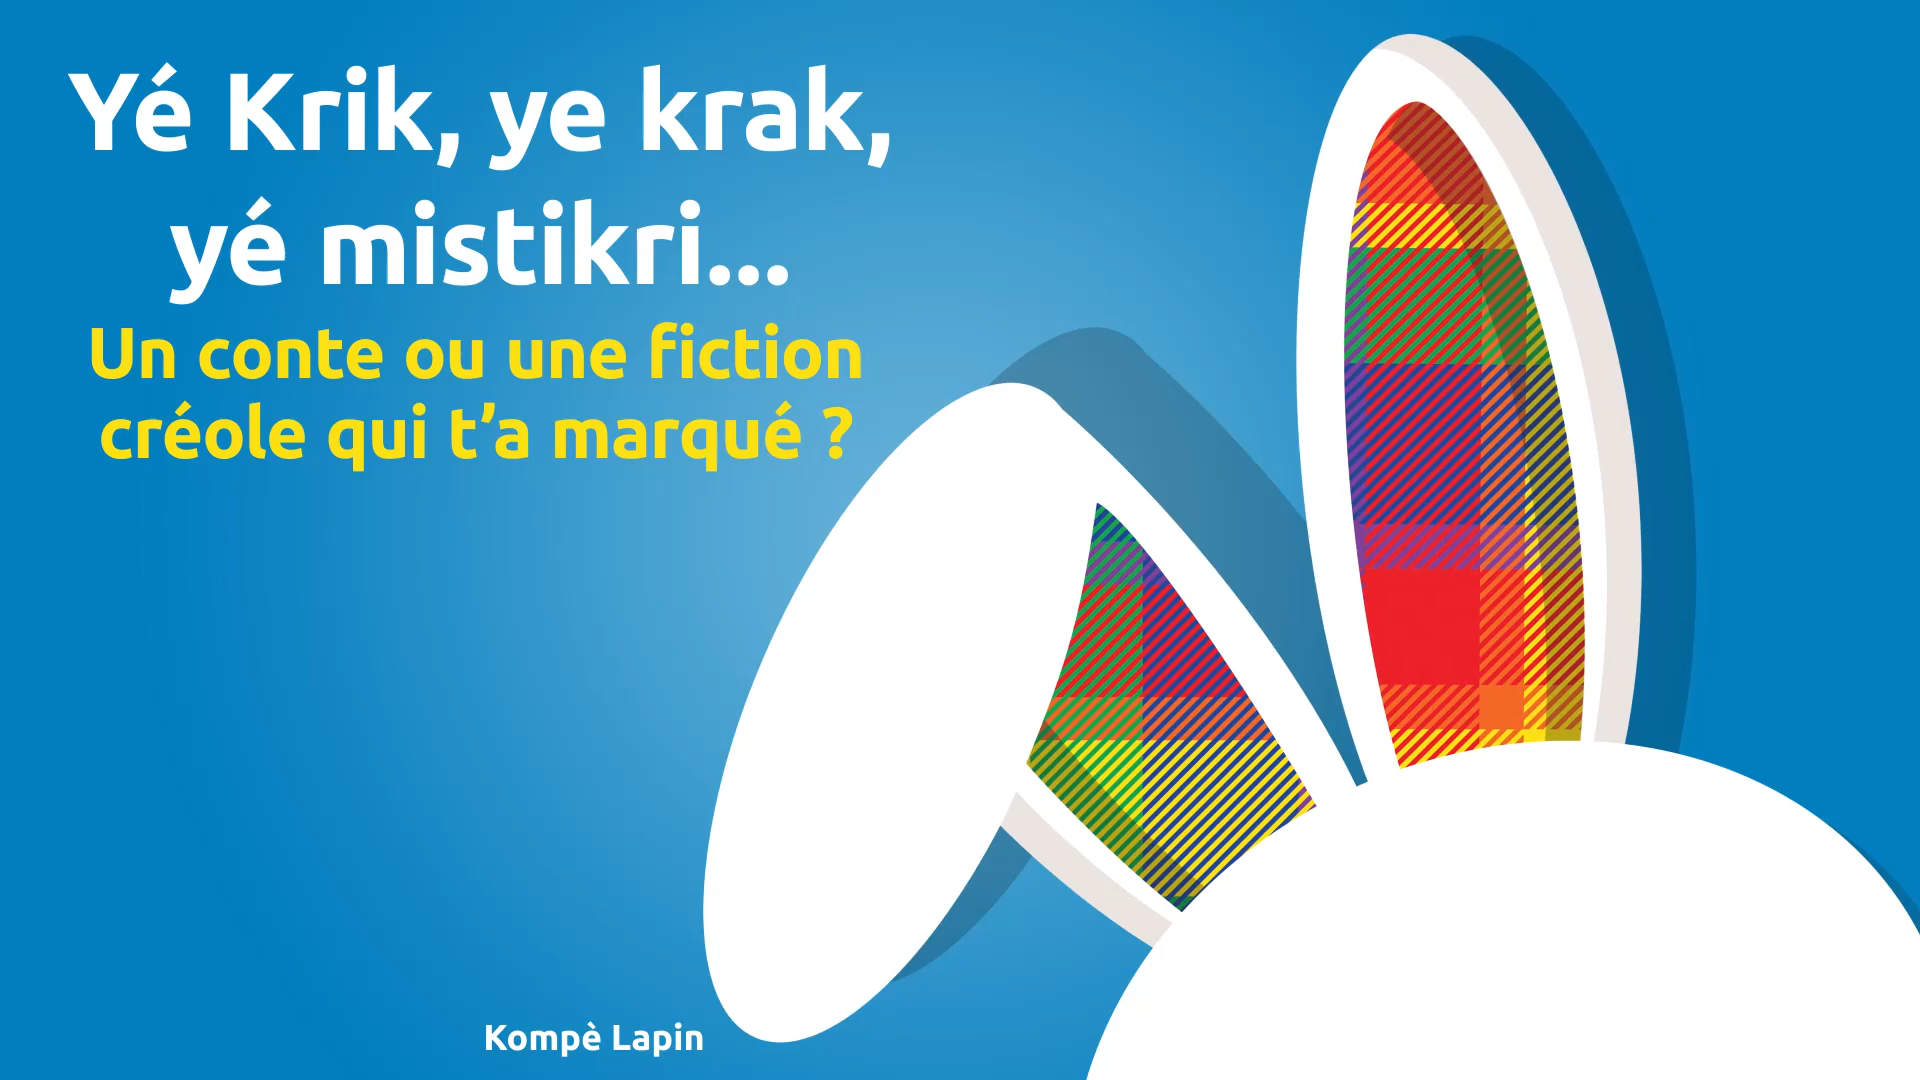 Yé Krik, ye krak,
yé mistikri...
Un conte ou une fiction
créole qui t’a marqué ?
Kompè Lapin